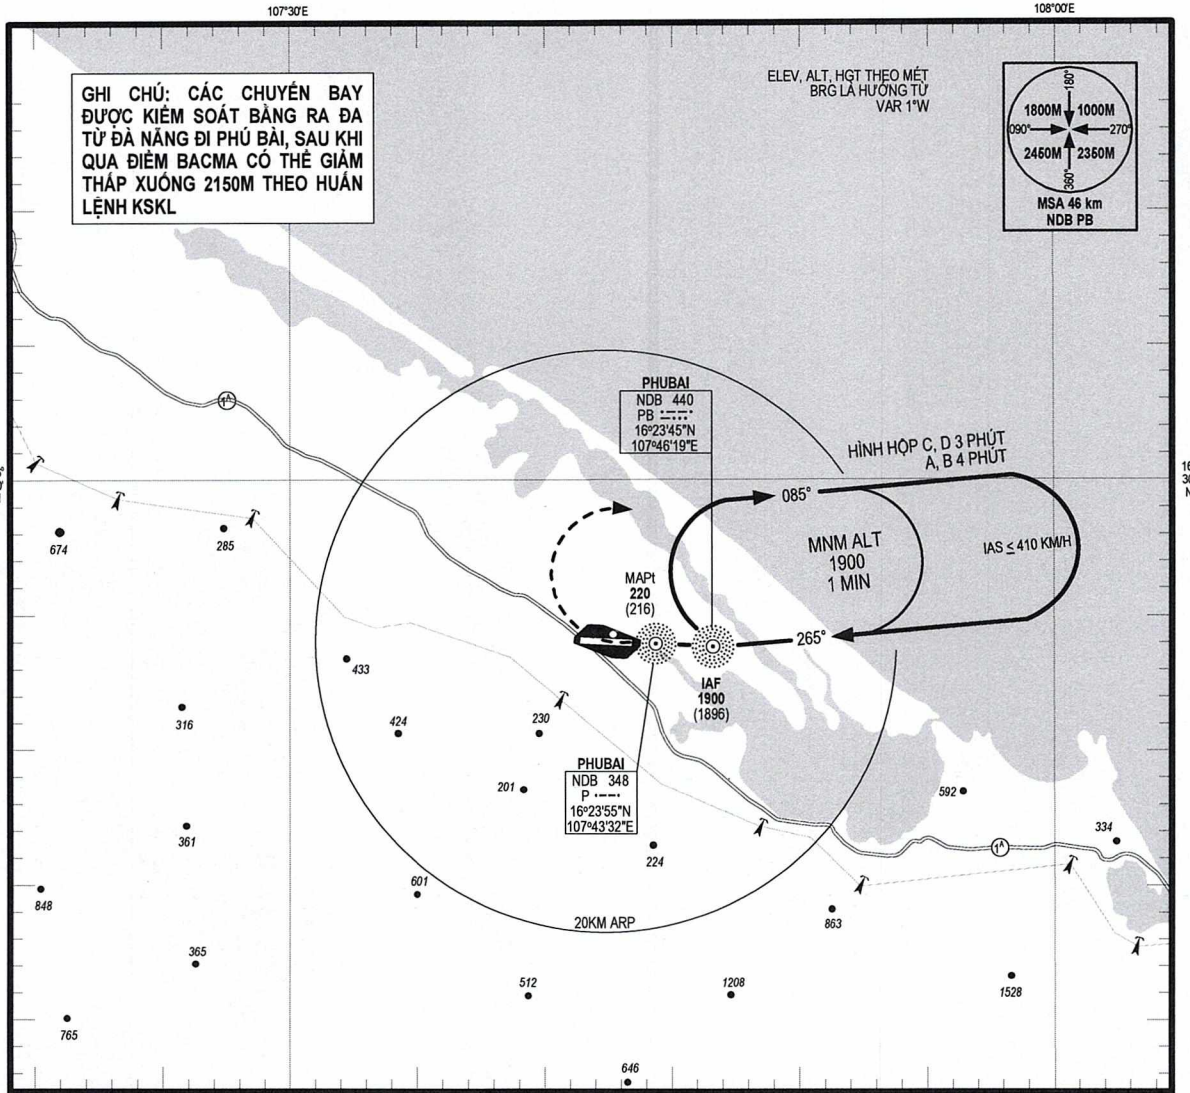 107°30'E
108°00'E
GHI CHÚ: CÁC CHUYẾN BAY
ĐƯỢC KIỂM SOÁT BẰNG RA ĐA
TỪ ĐÀ NẴNG ĐI PHÚ BÀI, SAU KHI
QUA ĐIỂM BACMA CÓ THỂ GIẢM
THẤP XUỐNG 2150M THEO HUẤN
LỆNH KSKL
ELEV, ALT, HGT THEO MÉT
BRG LÀ HƯỚNG TỪ
VAR 1°W
180°
1800M 1000M
090° 270°
2450M 2350M
360°
MSA 46 km
NDB PB
1A
PHUBAI
NDB 440
PB
16°23'45"N
107°46'19"E
HÌNH HỘP C, D 3 PHÚT
A, B 4 PHÚT
16
30
N
085°
674
285
MNM ALT
1900
1 MIN
IAS ≤ 410 KM/H
MAPt
220
(216)
265°
433
IAF
1900
(1896)
316
424
230
PHUBAI
NDB 348
P
16°23'55"N
107°43'32"E
201
592
361
224
334
1A
848
601
863
20KM ARP
365
512
1208
1528
765
646